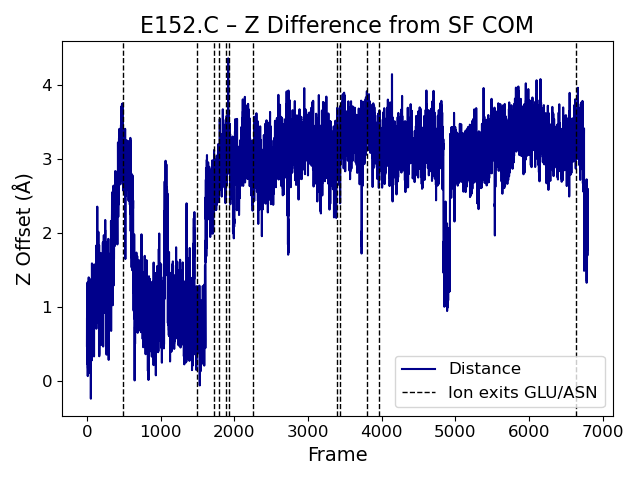 E152.C – Z Difference from SF COM
Z Offset (Å)
4
3
2
1
0
Distance
Ion exits GLU/ASN
0 1000 2000 3000 4000 5000 6000 7000
Frame